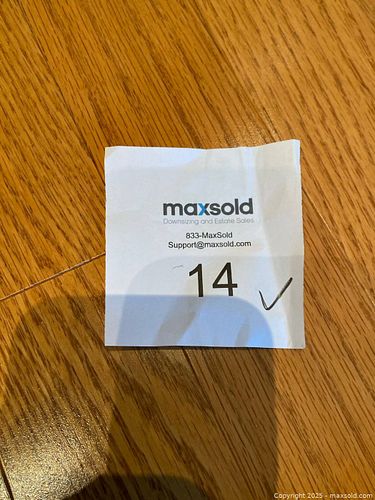 maxsold
Downsizing and Estate Sales
833-MaxSold
Support@maxsold.com
14
Copyright 2025 - maxsold.com